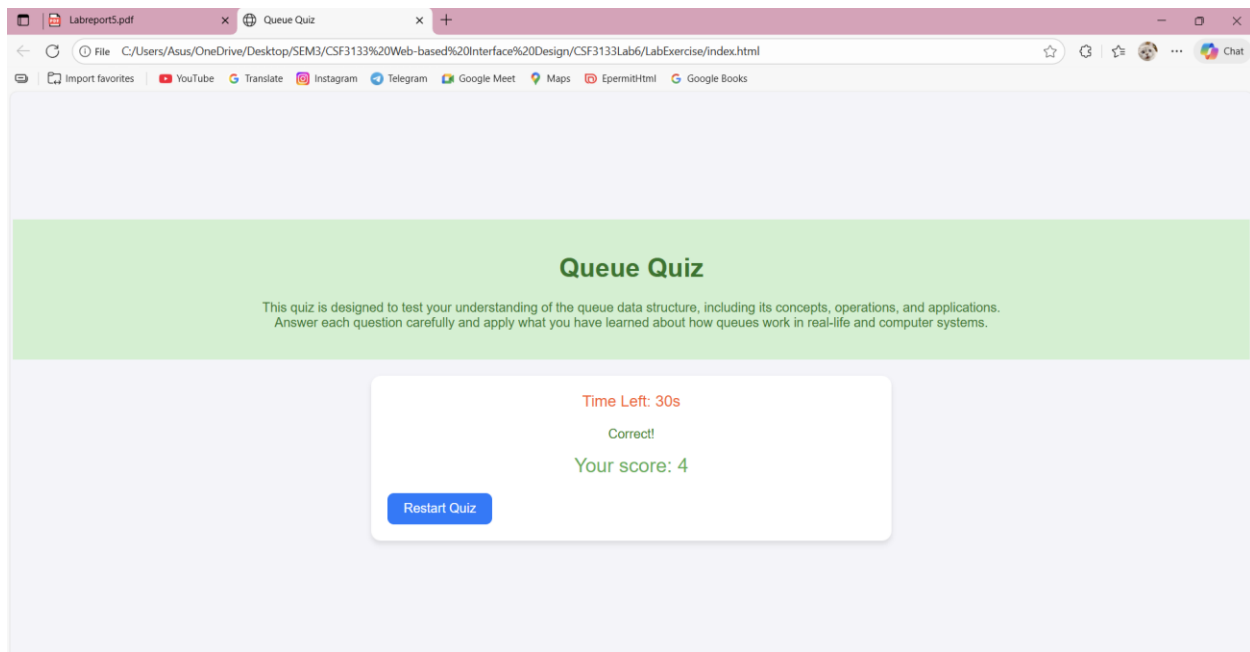 Labreport5.pdf
Queue Quiz
File C:/Users/Asus/OneDrive/Desktop/SEM3/CSF3133%20Web-based%20Interface%20Design/CSF3133Lab6/LabExercise/index.html
Chat
Import favorites YouTube Translate Instagram Telegram Google Meet Maps EpermitHtml Google Books
Queue Quiz
This quiz is designed to test your understanding of the queue data structure, including its concepts, operations, and applications.
Answer each question carefully and apply what you have learned about how queues work in real-life and computer systems.
Time Left: 30s
Correct!
Your score: 4
Restart Quiz